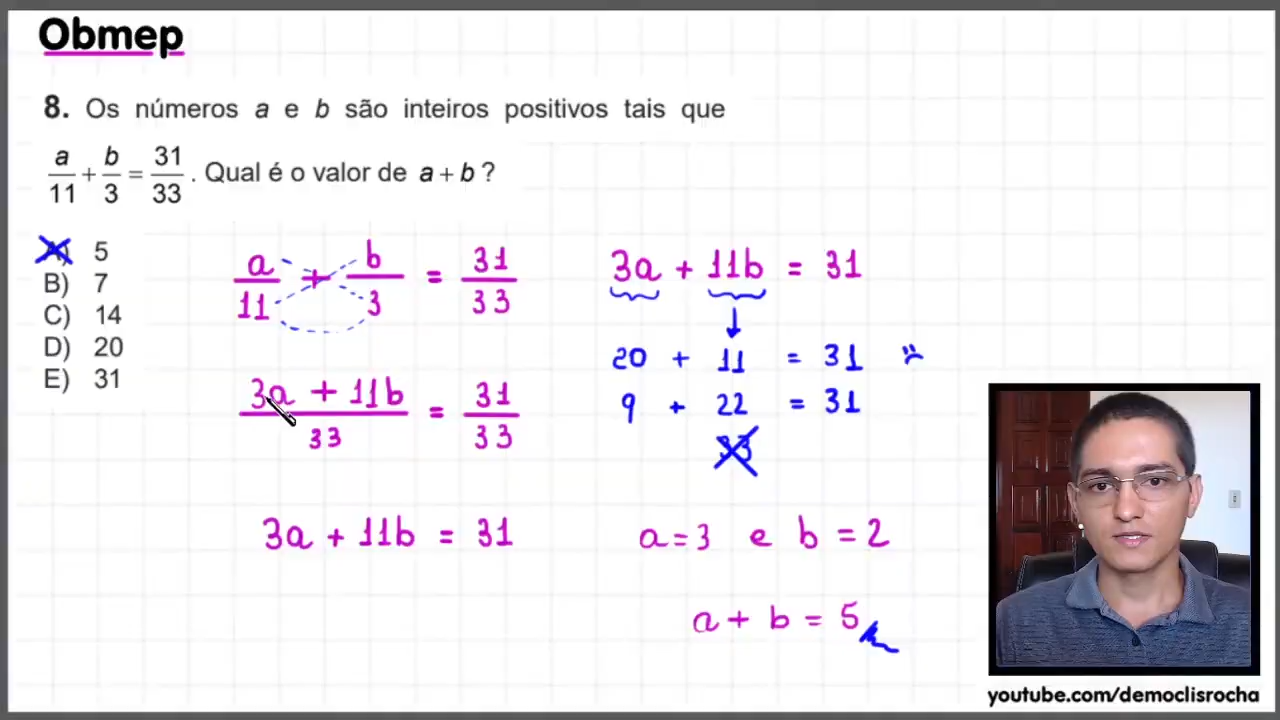 Obmep
8. Os números a e b são inteiros positivos tais que
a/11 + b/3 = 31/33 . Qual é o valor de a + b ?
A) 5
B) 7
C) 14
D) 20
E) 31
a/11 + b/3 = 31/33
3a + 11b/33 = 31/33
3a + 11b = 31
3a + 11b = 31
20 + 11 = 31
9 + 22 = 31
33
a = 3 e b = 2
a + b = 5
youtube.com/democlisrocha